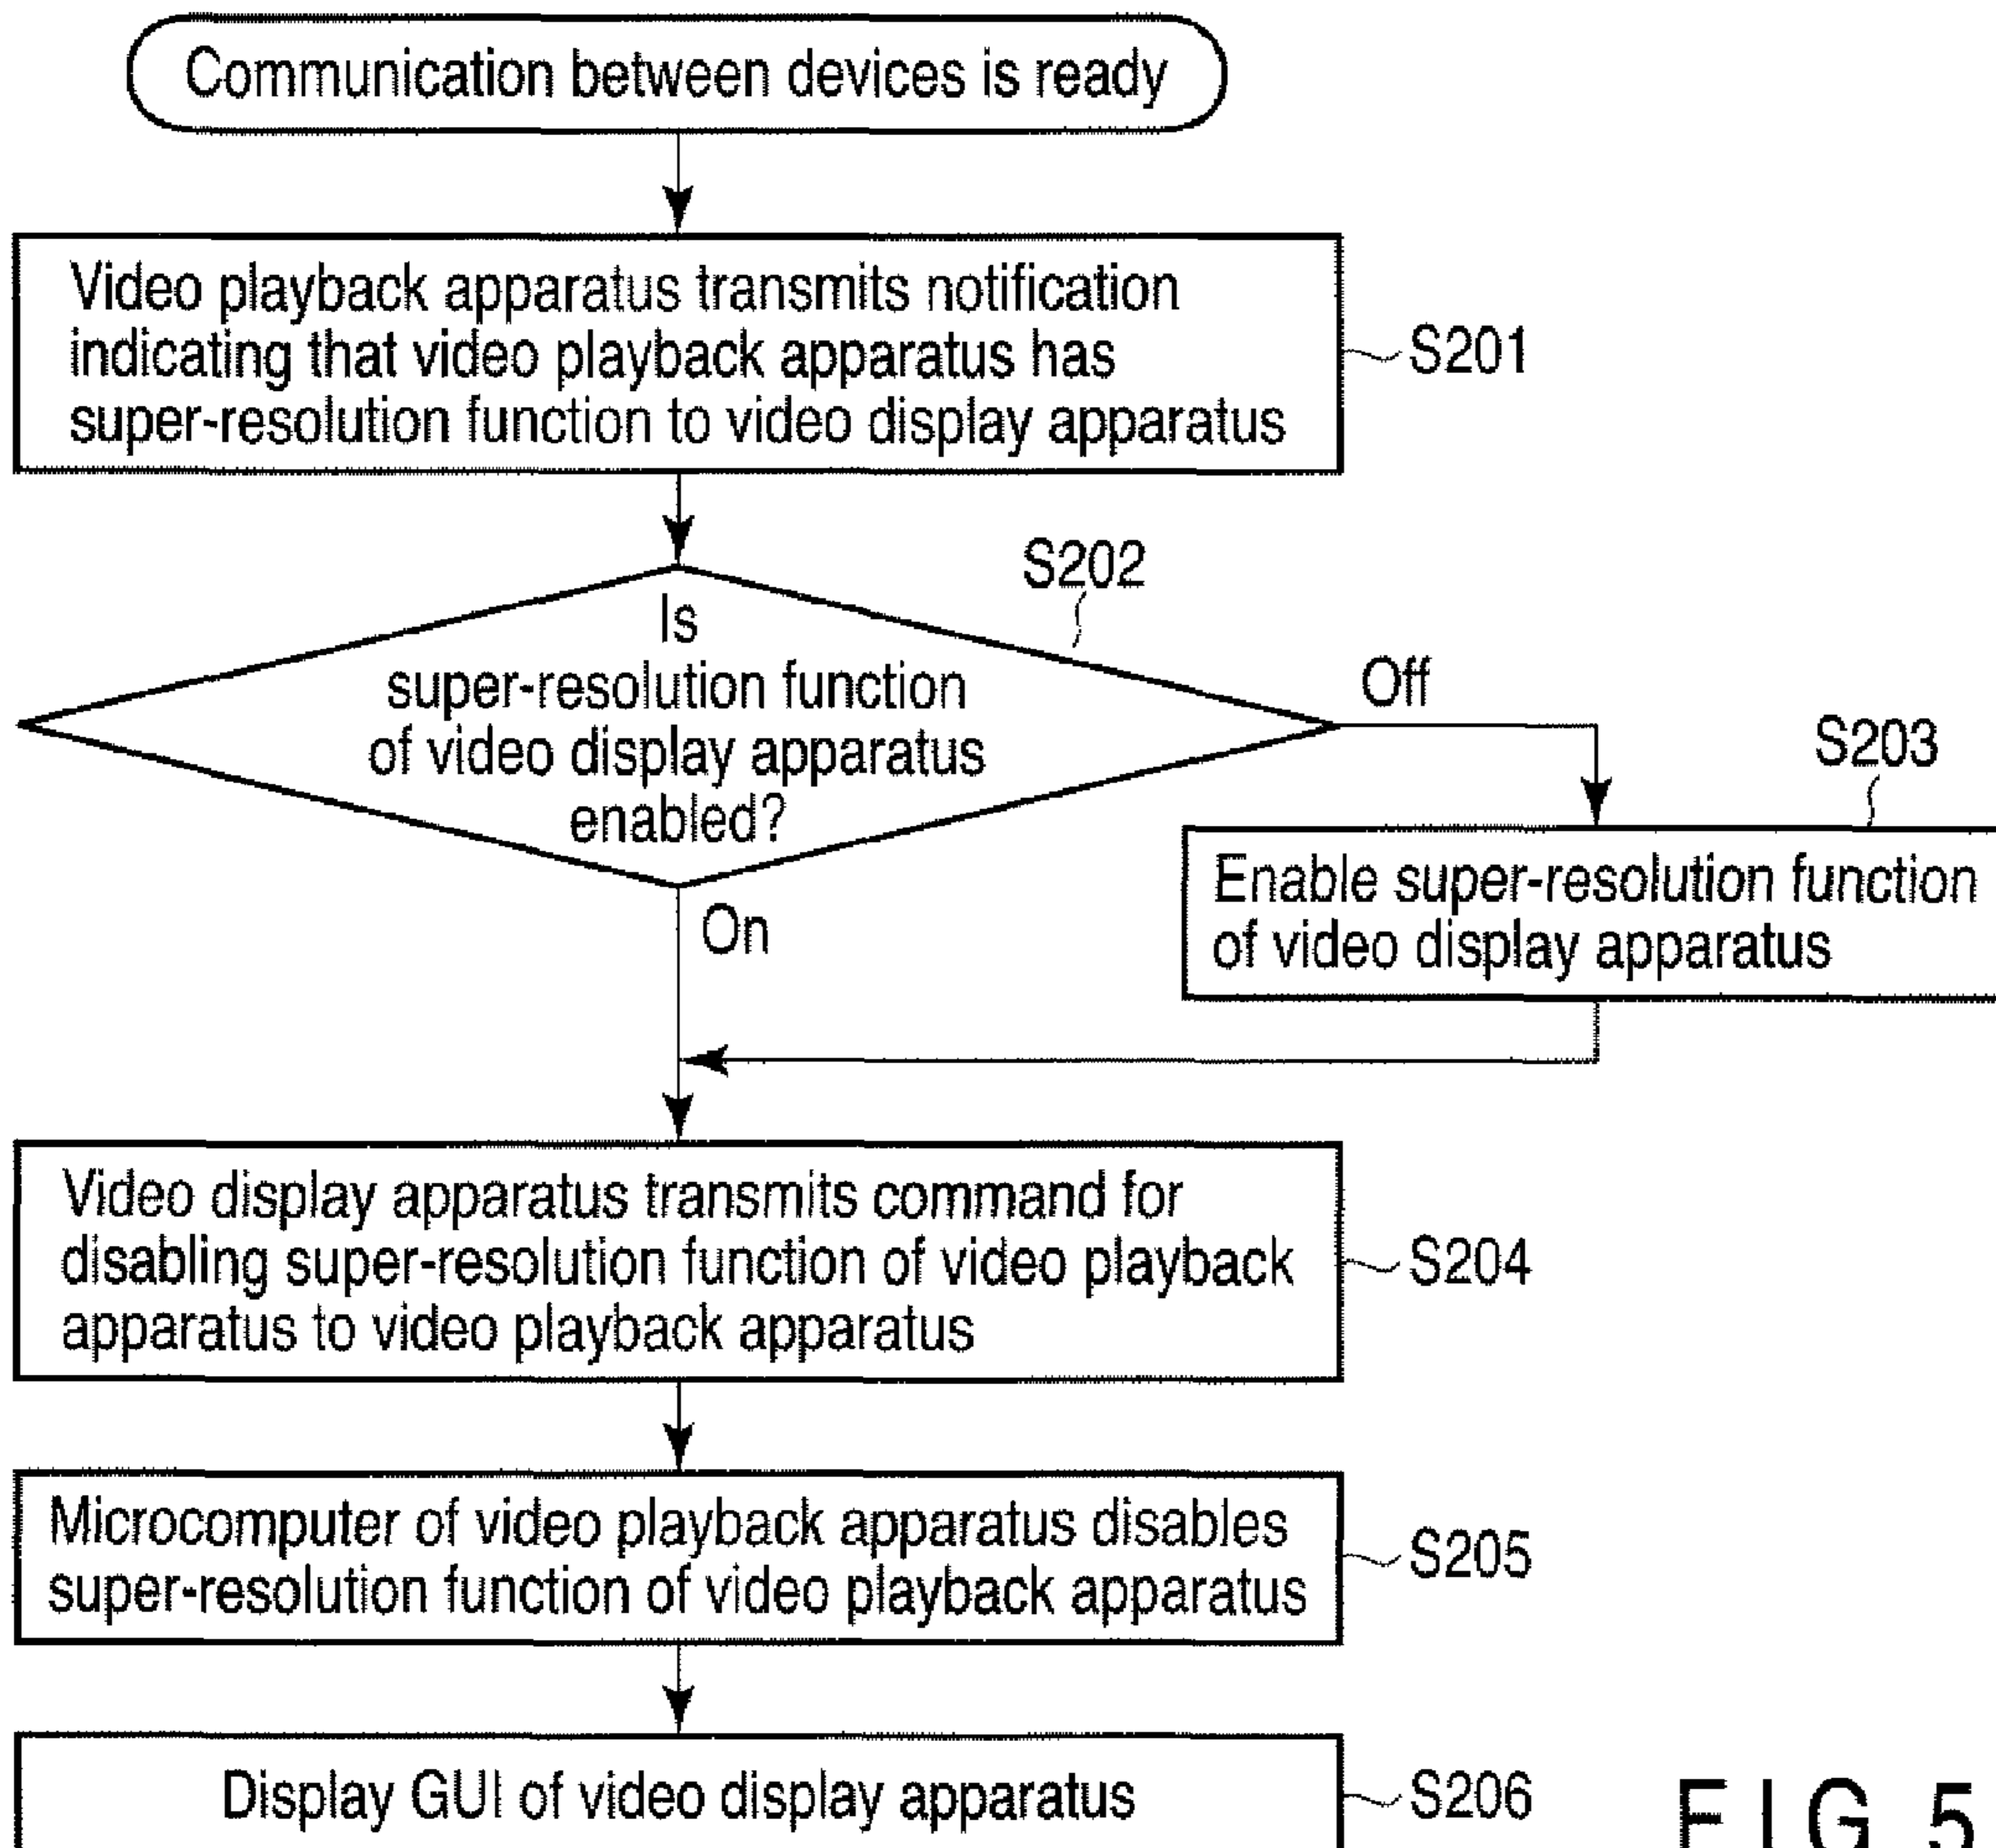 Communication between devices is ready
Video playback apparatus transmits notification
indicating that video playback apparatus has
super-resolution function to video display apparatus
S201
S202
Is
super-resolution function
of video display apparatus
enabled?
Off
On
S203
Enable super-resolution function
of video display apparatus
Video display apparatus transmits command for
disabling super-resolution function of video playback
apparatus to video playback apparatus
S204
Microcomputer of video playback apparatus disables
super-resolution function of video playback apparatus
S205
Display GUI of video display apparatus
S206
FIG 5